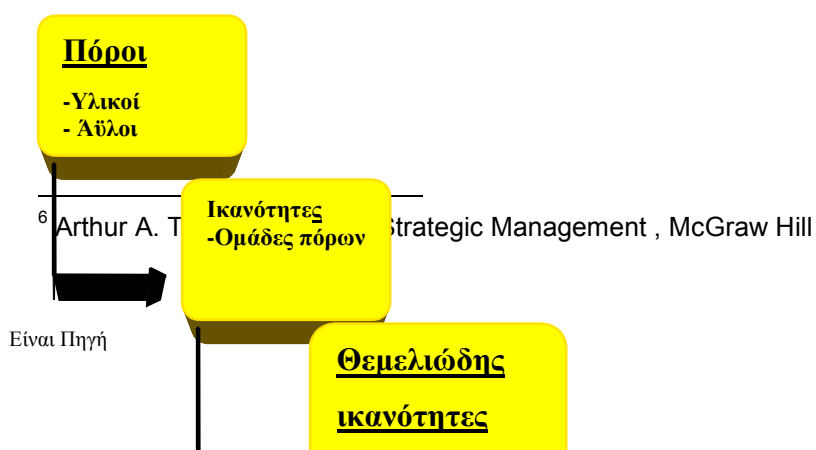 Πόροι
-Υλικοί
- Άϋλοι
Ικανότητες
-Ομάδες πόρων
6 Arthur A. Strategic Management , McGraw Hill
Είναι Πηγή
Θεμελιώδης
ικανότητες